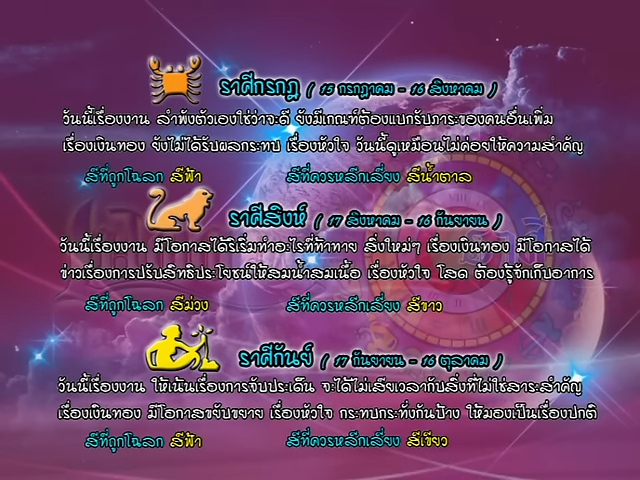 ราศีกรกฎ ( 15 กรกฎาคม - 16 สิงหาคม )
วันนี้เรื่องงาน ลำพังตัวเองใช่ว่าจะดี ยังมีเกณฑ์ต้องแบกรับภาระของคนอื่นเพิ่ม
เรื่องเงินทอง ยังไม่ได้รับผลกระทบ เรื่องหัวใจ วันนี้ดูเหมือนไม่ค่อยให้ความสำคัญ
สีที่ถูกโฉลก สีฟ้า สีที่ควรหลีกเลี่ยง สีน้ำตาล
ราศีสิงห์ ( 17 สิงหาคม - 16 กันยายน )
วันนี้เรื่องงาน มีโอกาสได้ริเริ่มทำอะไรที่ท้าทาย สิ่งใหม่ๆ เรื่องเงินทอง มีโอกาสได้
ข่าวเรื่องการปรับสิทธิประโยชน์ให้สมน้ำสมเนื้อ เรื่องหัวใจ โสด ต้องรู้จักเก็บอาการ
สีที่ถูกโฉลก สีม่วง สีที่ควรหลีกเลี่ยง สีขาว
ราศีกันย์ ( 17 กันยายน - 16 ตุลาคม )
วันนี้เรื่องงาน ให้เน้นเรื่องการจับประเด็น จะได้ไม่เสียเวลากับสิ่งที่ไม่ใช่สาระสำคัญ
เรื่องเงินทอง มีโอกาสขยับขยาย เรื่องหัวใจ กระทบกระทั่งกันบ้าง ให้มองเป็นเรื่องปกติ
สีที่ถูกโฉลก สีฟ้า สีที่ควรหลีกเลี่ยง สีเขียว